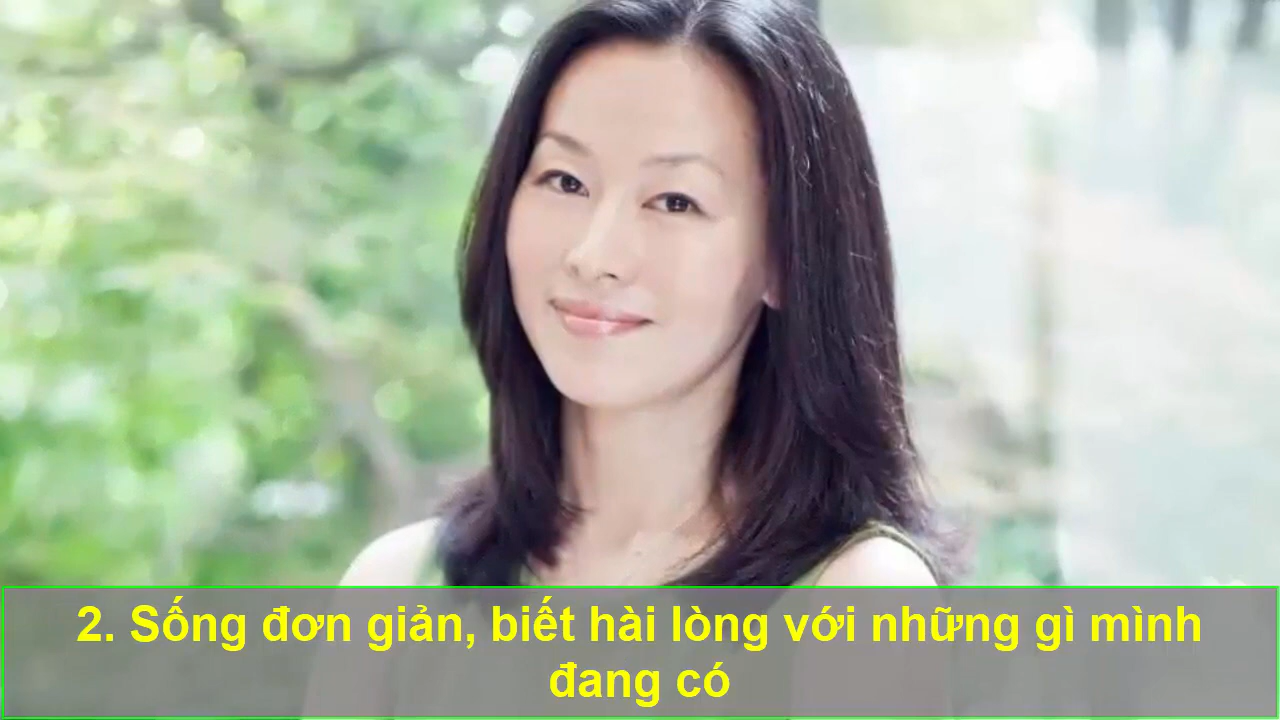 2. Sống đơn giản, biết hài lòng với những gì mình
đang có